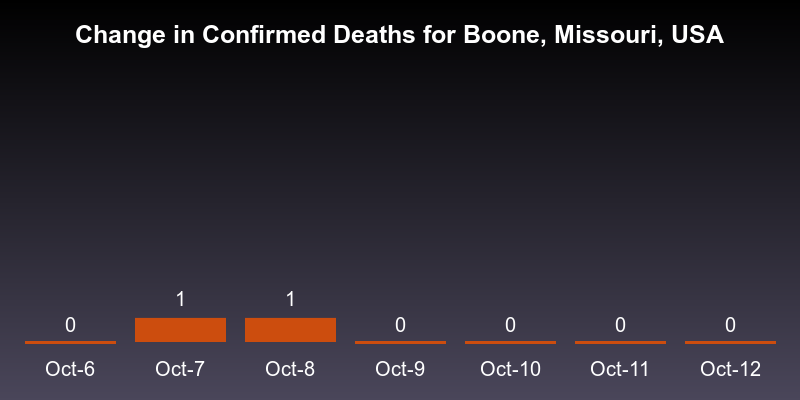 Change in Confirmed Deaths for Boone, Missouri, USA
0 1 1 0 0 0 0
Oct-6 Oct-7 Oct-8 Oct-9 Oct-10 Oct-11 Oct-12